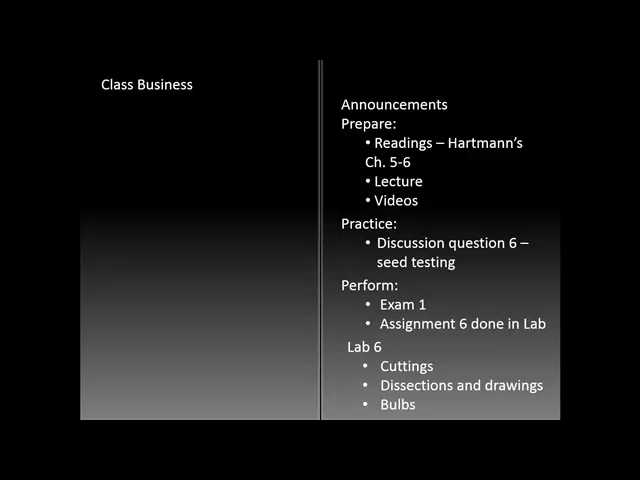 Class Business
Announcements
Prepare:
• Readings – Hartmann’s
Ch. 5-6
• Lecture
• Videos
Practice:
• Discussion question 6 –
seed testing
Perform:
• Exam 1
• Assignment 6 done in Lab
Lab 6
• Cuttings
• Dissections and drawings
• Bulbs